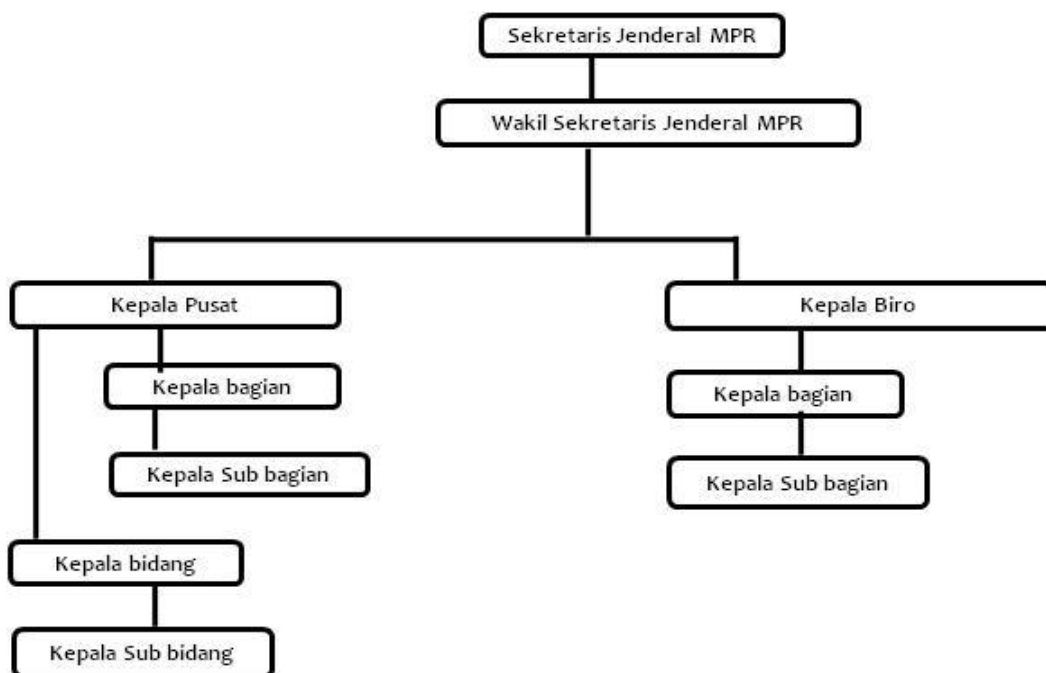 Sekretaris Jenderal MPR
Wakil Sekretaris Jenderal MPR
Kepala Pusat
Kepala Biro
Kepala bagian
Kepala bagian
Kepala Sub bagian
Kepala Sub bagian
Kepala bidang
Kepala Sub bidang